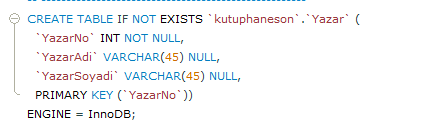 CREATE TABLE IF NOT EXISTS `kutuphaneson`.`Yazar` (
`YazarNo` INT NOT NULL,
`YazarAdi` VARCHAR(45) NULL,
`YazarSoyadi` VARCHAR(45) NULL,
PRIMARY KEY (`YazarNo`))
ENGINE = InnoDB;